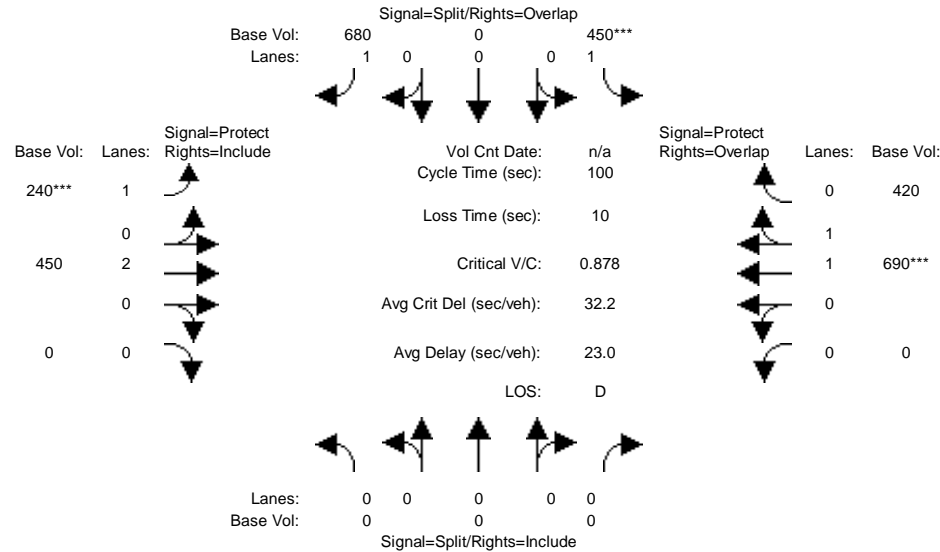 Signal=Split/Rights=Overlap
Base Vol: 680 0 450***
Lanes: 1 0 0 0 1
Signal=Protect
Base Vol: Lanes: Rights=Include
240*** 1
0
450 2
0
0 0
Vol Cnt Date: n/a
Cycle Time (sec): 100
Loss Time (sec): 10
Critical V/C: 0.878
Avg Crit Del (sec/veh): 32.2
Avg Delay (sec/veh): 23.0
LOS: D
Signal=Protect
Rights=Overlap Lanes: Base Vol:
0 420
1
1 690***
0
0 0
Lanes: 0 0 0 0 0
Base Vol: 0 0 0
Signal=Split/Rights=Include